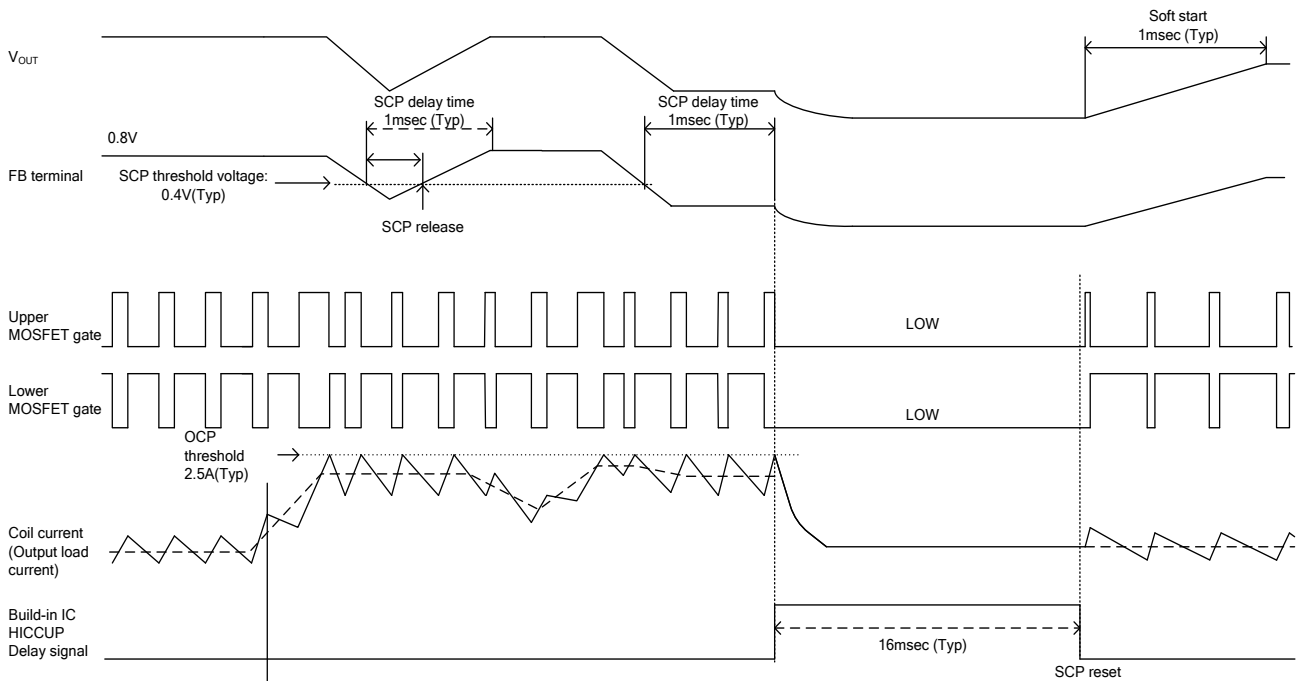 Soft start
1msec (Typ)
VOUT
SCP delay time
1msec (Typ)
SCP delay time
1msec (Typ)
0.8V
FB terminal
SCP threshold voltage:
0.4V(Typ)
SCP release
Upper
MOSFET gate
LOW
Lower
MOSFET gate
LOW
OCP
threshold
2.5A(Typ)
Coil current
(Output load
current)
Build-in IC
HICCUP
Delay signal
16msec (Typ)
SCP reset